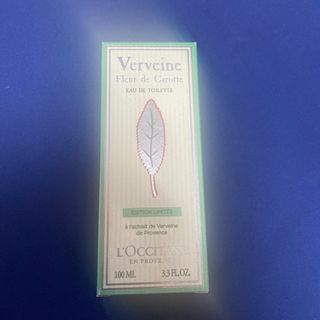 Verveine
Fleur de Carotte
EAU DE TOILETTE
ÉDITION LIMITÉE
à l'extrait de Verveine
de Provence
L'OCCITANE
EN PROVENCE
100 ML 3.3 FL.OZ.